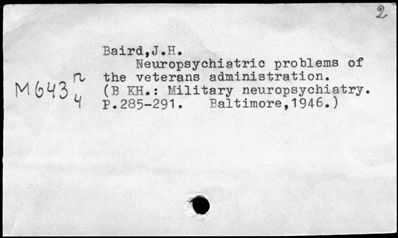 2
Baird,J.H.
Neuropsychiatric problems of
the veterans administration.
(B KH.: Military neuropsychiatry.
P.285-291. Baltimore,1946.)
M643 n
4